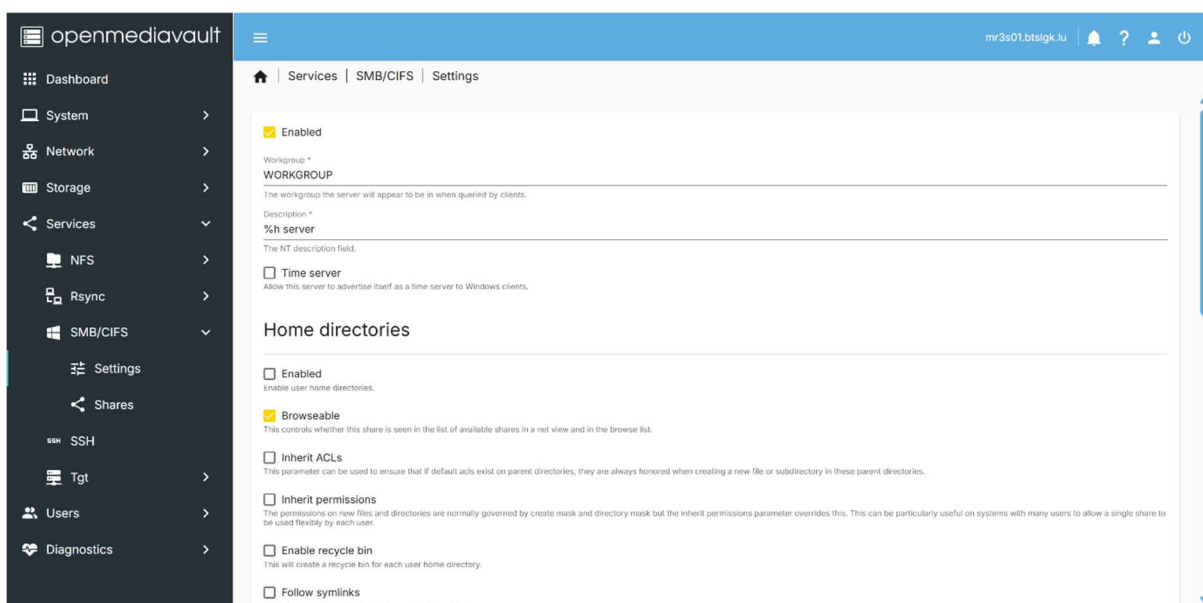 openmediavault
mr3s01.btslgk.lu
Dashboard
System
Network
Storage
Services
NFS
Rsync
SMB/CIFS
Settings
Shares
SSH SSH
Tgt
Users
Diagnostics
Services | SMB/CIFS | Settings
Enabled
Workgroup *
WORKGROUP
The workgroup the server will appear to be in when queried by clients.
Description *
%h server
The NT description field.
Time server
Allow this server to advertise itself as a time server to Windows clients.
Home directories
Enabled
Enable user home directories.
Browseable
This controls whether this share is seen in the list of available shares in a net view and in the browse list.
Inherit ACLs
This parameter can be used to ensure that if default acls exist on parent directories, they are always honored when creating a new file or subdirectory in these parent directories.
Inherit permissions
The permissions on new files and directories are normally governed by create mask and directory mask but the inherit permissions parameter overrides this. This can be particularly useful on systems with many users to allow a single share to
be used flexibly by each user.
Enable recycle bin
This will create a recycle bin for each user home directory.
Follow symlinks